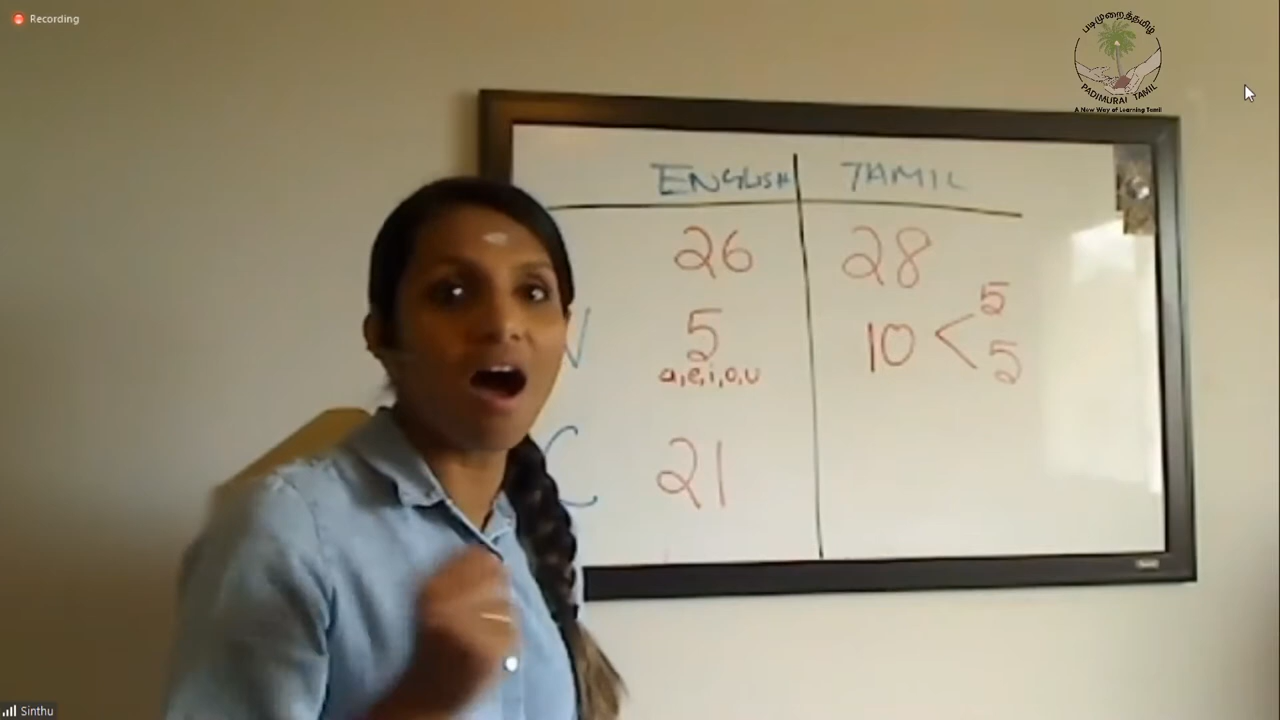 Recording
படிமுறைத்தமிழ்
PADIMURAI TAMIL
A New Way of Learning Tamil
ENGLISH TAMIL
26 28
V 5 10 < 5
5
a,e,i,o,u
C 21
Sinthu